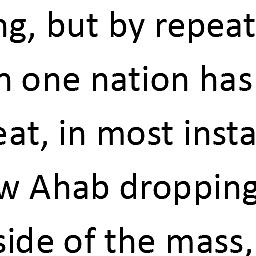 ng, but by repeat
n one nation has
eat, in most insta
w Ahab dropping
side of the mass,